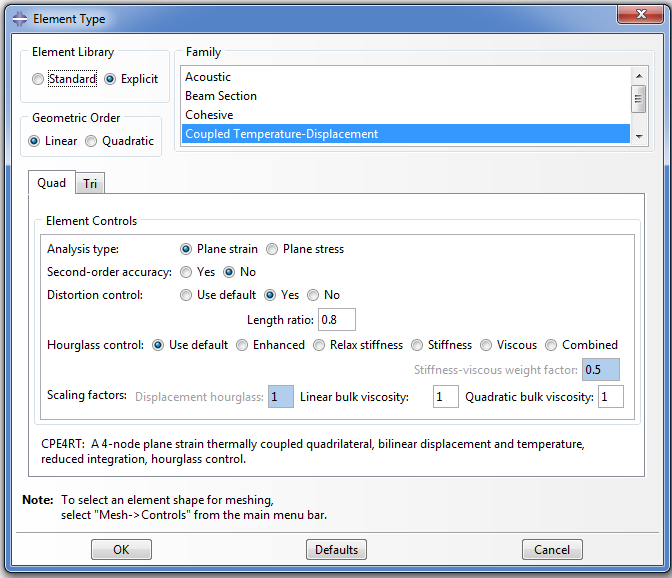 Element Type
Element Library
Standard Explicit
Geometric Order
Linear Quadratic
Family
Acoustic
Beam Section
Cohesive
Coupled Temperature-Displacement
Quad Tri
Element Controls
Analysis type: Plane strain Plane stress
Second-order accuracy: Yes No
Distortion control: Use default Yes No
Length ratio: 0.8
Hourglass control: Use default Enhanced Relax stiffness Stiffness Viscous Combined
Stiffness-viscous weight factor: 0.5
Scaling factors: Displacement hourglass: 1 Linear bulk viscosity: 1 Quadratic bulk viscosity: 1
CPE4RT: A 4-node plane strain thermally coupled quadrilateral, bilinear displacement and temperature,
reduced integration, hourglass control.
Note: To select an element shape for meshing,
select "Mesh->Controls" from the main menu bar.
OK Defaults Cancel